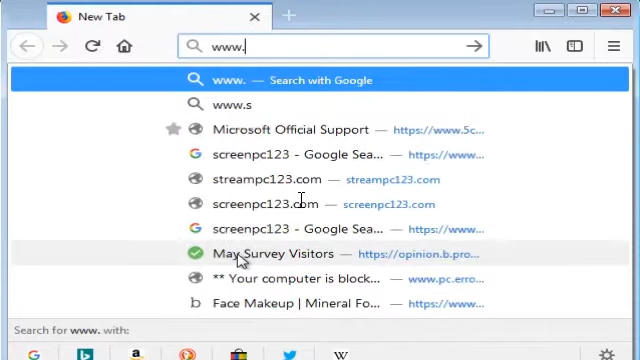 New Tab
www.
www. — Search with Google
www.s
Microsoft Official Support — https://www.5c...
screenpc123 - Google Sea... — https://www...
streampc123.com — streampc123.com
screenpc123.com — screenpc123.com
screenpc123 - Google Sea... — https://www...
May Survey Visitors — https://opinion.b.pro...
** Your computer is block... — www.pc.erro...
b Face Makeup | Mineral Fo... — https://www...
Search for www. with:
G b a W